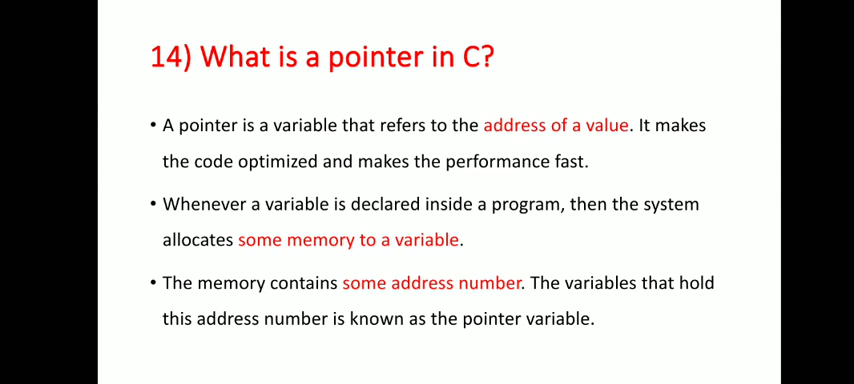 14) What is a pointer in C?
• A pointer is a variable that refers to the address of a value. It makes
the code optimized and makes the performance fast.
• Whenever a variable is declared inside a program, then the system
allocates some memory to a variable.
• The memory contains some address number. The variables that hold
this address number is known as the pointer variable.